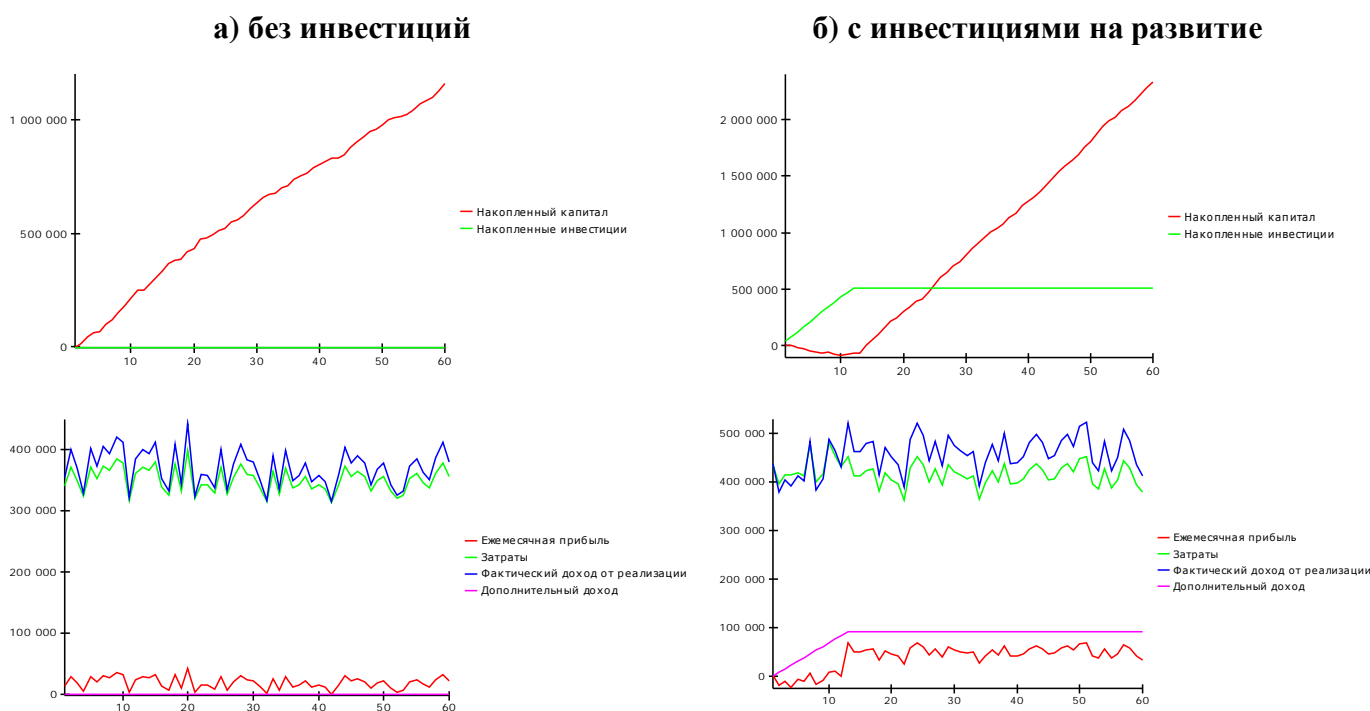 а) без инвестиций
б) с инвестициями на развитие
1 000 000
500 000
0
10
20
30
40
50
60
Накопленный капитал
Накопленные инвестиции
2 000 000
1 500 000
1 000 000
500 000
0
10
20
30
40
50
60
Накопленный капитал
Накопленные инвестиции
400 000
300 000
200 000
100 000
0
10
20
30
40
50
60
Ежемесячная прибыль
Затраты
Фактический доход от реализации
Дополнительный доход
500 000
400 000
300 000
200 000
100 000
0
10
20
30
40
50
60
Ежемесячная прибыль
Затраты
Фактический доход от реализации
Дополнительный доход